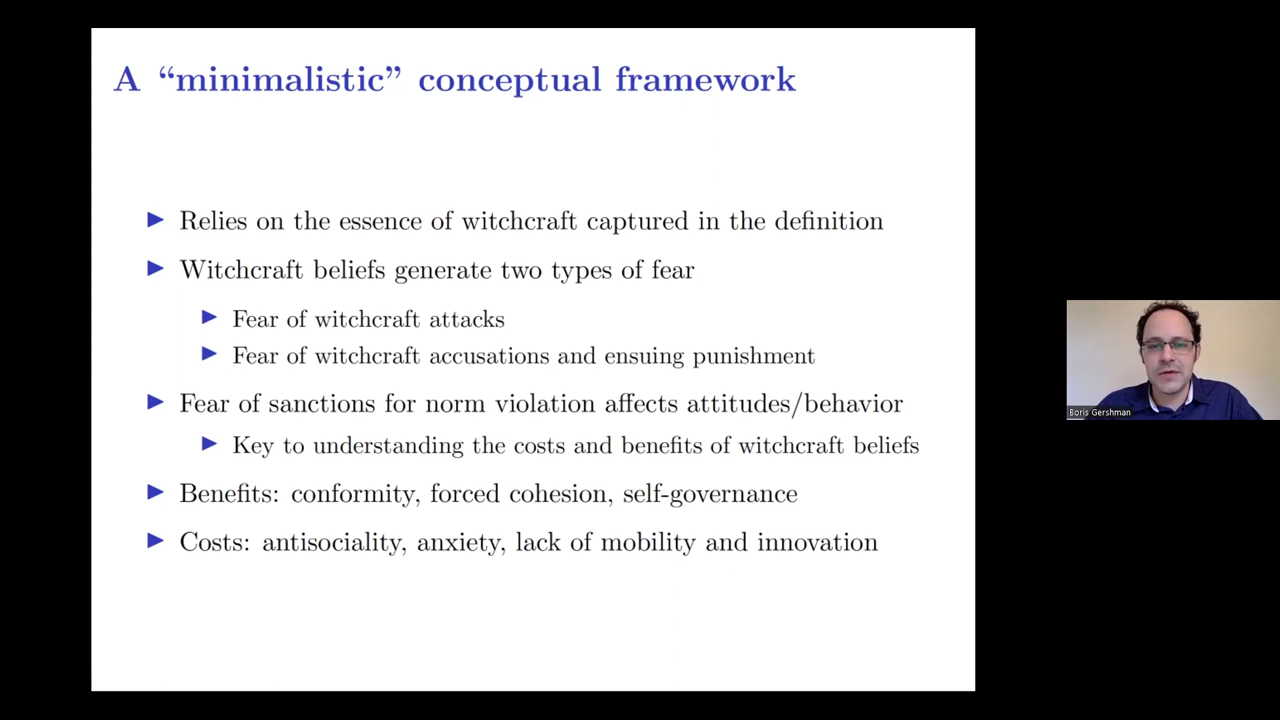 A “minimalistic” conceptual framework
Relies on the essence of witchcraft captured in the definition
Witchcraft beliefs generate two types of fear
Fear of witchcraft attacks
Fear of witchcraft accusations and ensuing punishment
Fear of sanctions for norm violation affects attitudes/behavior
Key to understanding the costs and benefits of witchcraft beliefs
Benefits: conformity, forced cohesion, self-governance
Costs: antisociality, anxiety, lack of mobility and innovation
Boris Gershman